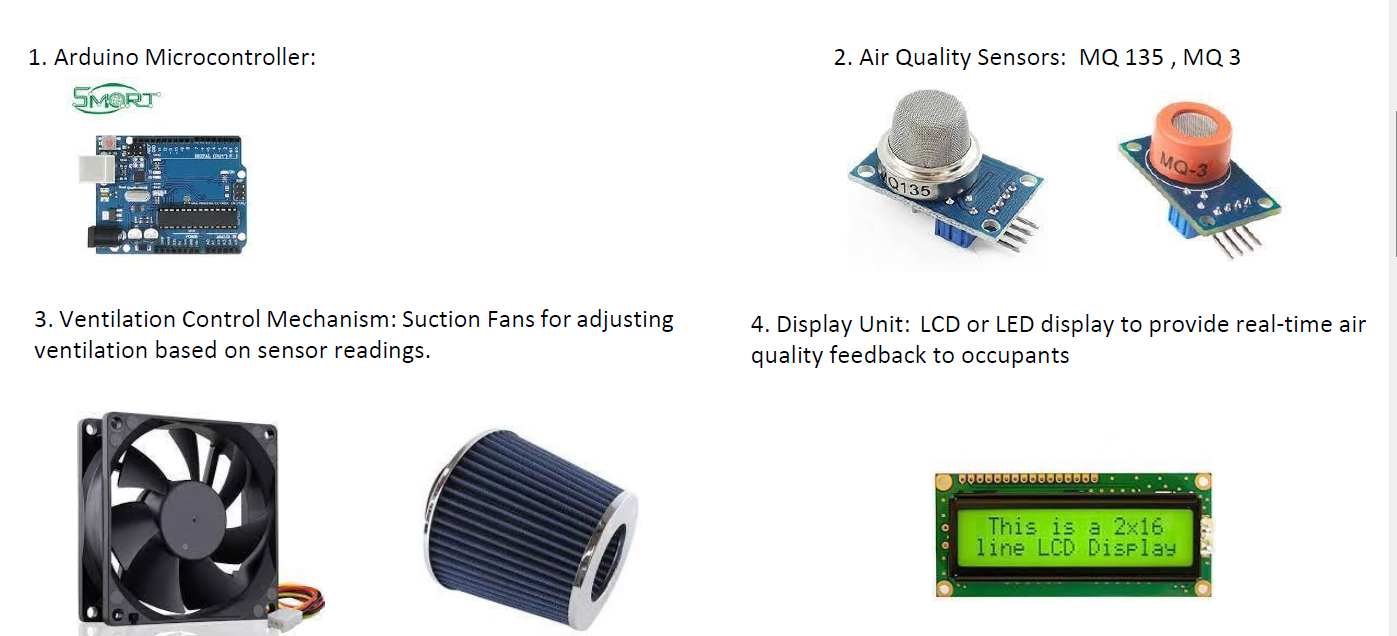 1. Arduino Microcontroller:
2. Air Quality Sensors:  MQ 135 , MQ 3
SMART
MQ135
MQ-3
3. Ventilation Control Mechanism: Suction Fans for adjusting
ventilation based on sensor readings.
4. Display Unit:  LCD or LED display to provide real-time air
quality feedback to occupants
This is a 2x16
line LCD Display